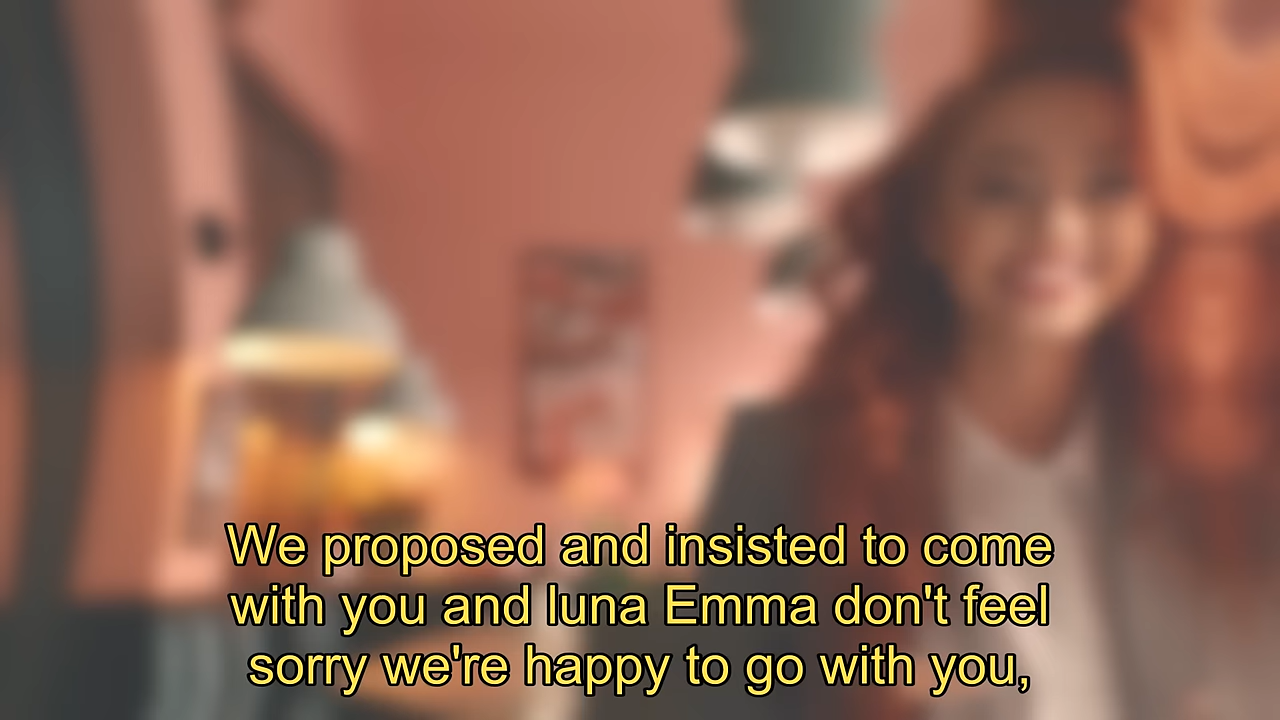 We proposed and insisted to come
with you and luna Emma don't feel
sorry we're happy to go with you,